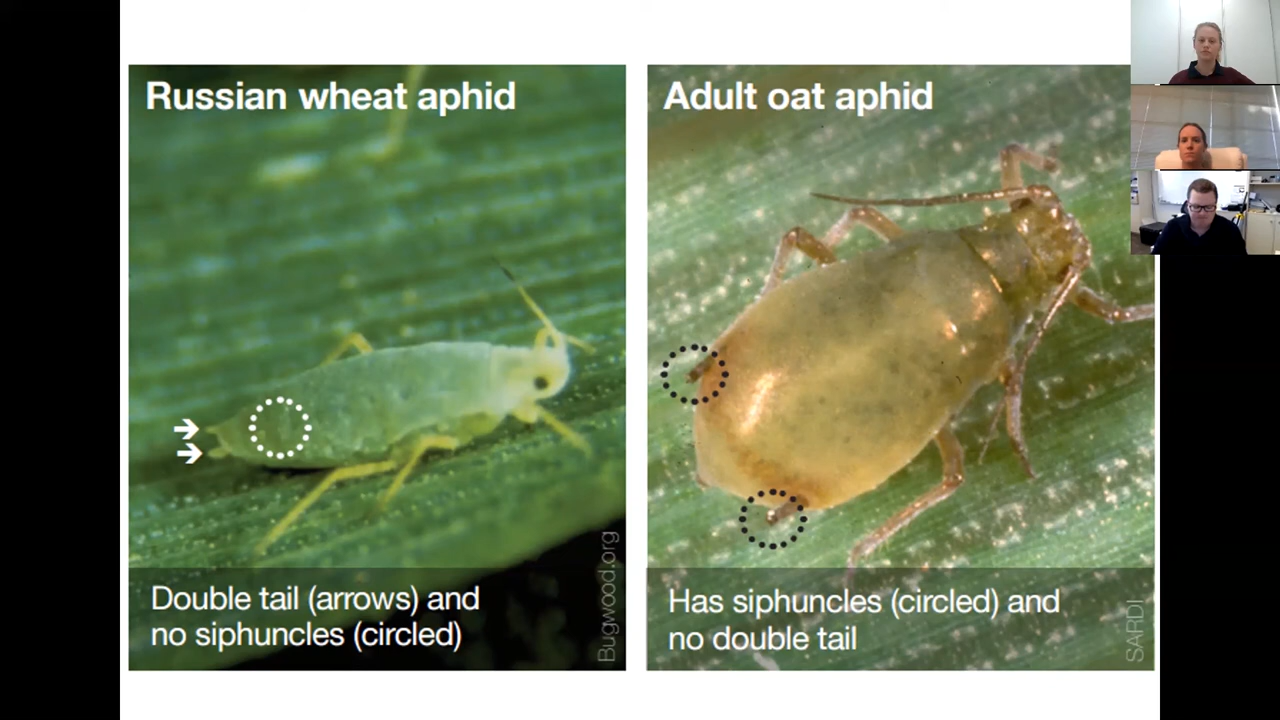 Russian wheat aphid
Double tail (arrows) and
no siphuncles (circled)
Bugwood.org
Adult oat aphid
Has siphuncles (circled) and
no double tail
SARDI